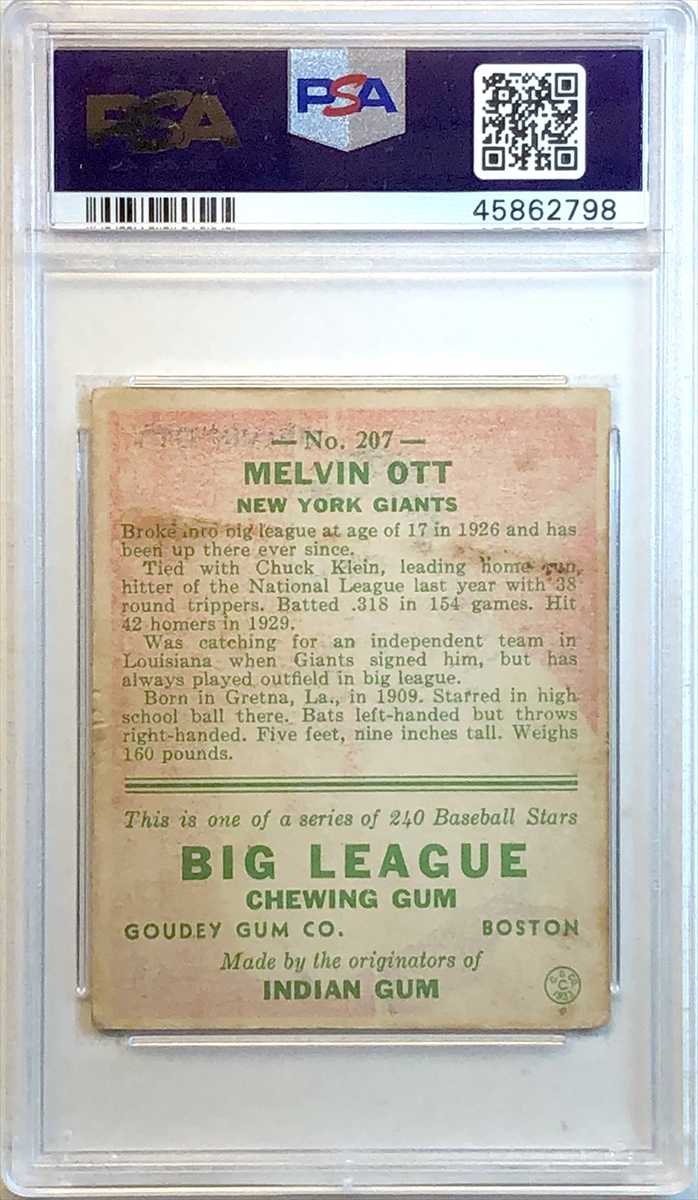 PSA
PSA
45862798
— No. 207 —
MELVIN OTT
NEW YORK GIANTS
Broke into big league at age of 17 in 1926 and has
been up there ever since.
Tied with Chuck Klein, leading home run
hitter of the National League last year with 38
round trippers. Batted .318 in 154 games. Hit
42 homers in 1929.
Was catching for an independent team in
Louisiana when Giants signed him, but has
always played outfield in big league.
Born in Gretna, La., in 1909. Starred in high
school ball there. Bats left-handed but throws
right-handed. Five feet, nine inches tall. Weighs
160 pounds.
This is one of a series of 240 Baseball Stars
BIG LEAGUE
CHEWING GUM
GOUDEY GUM CO. BOSTON
Made by the originators of
INDIAN GUM
G. G. Co.
C
1933